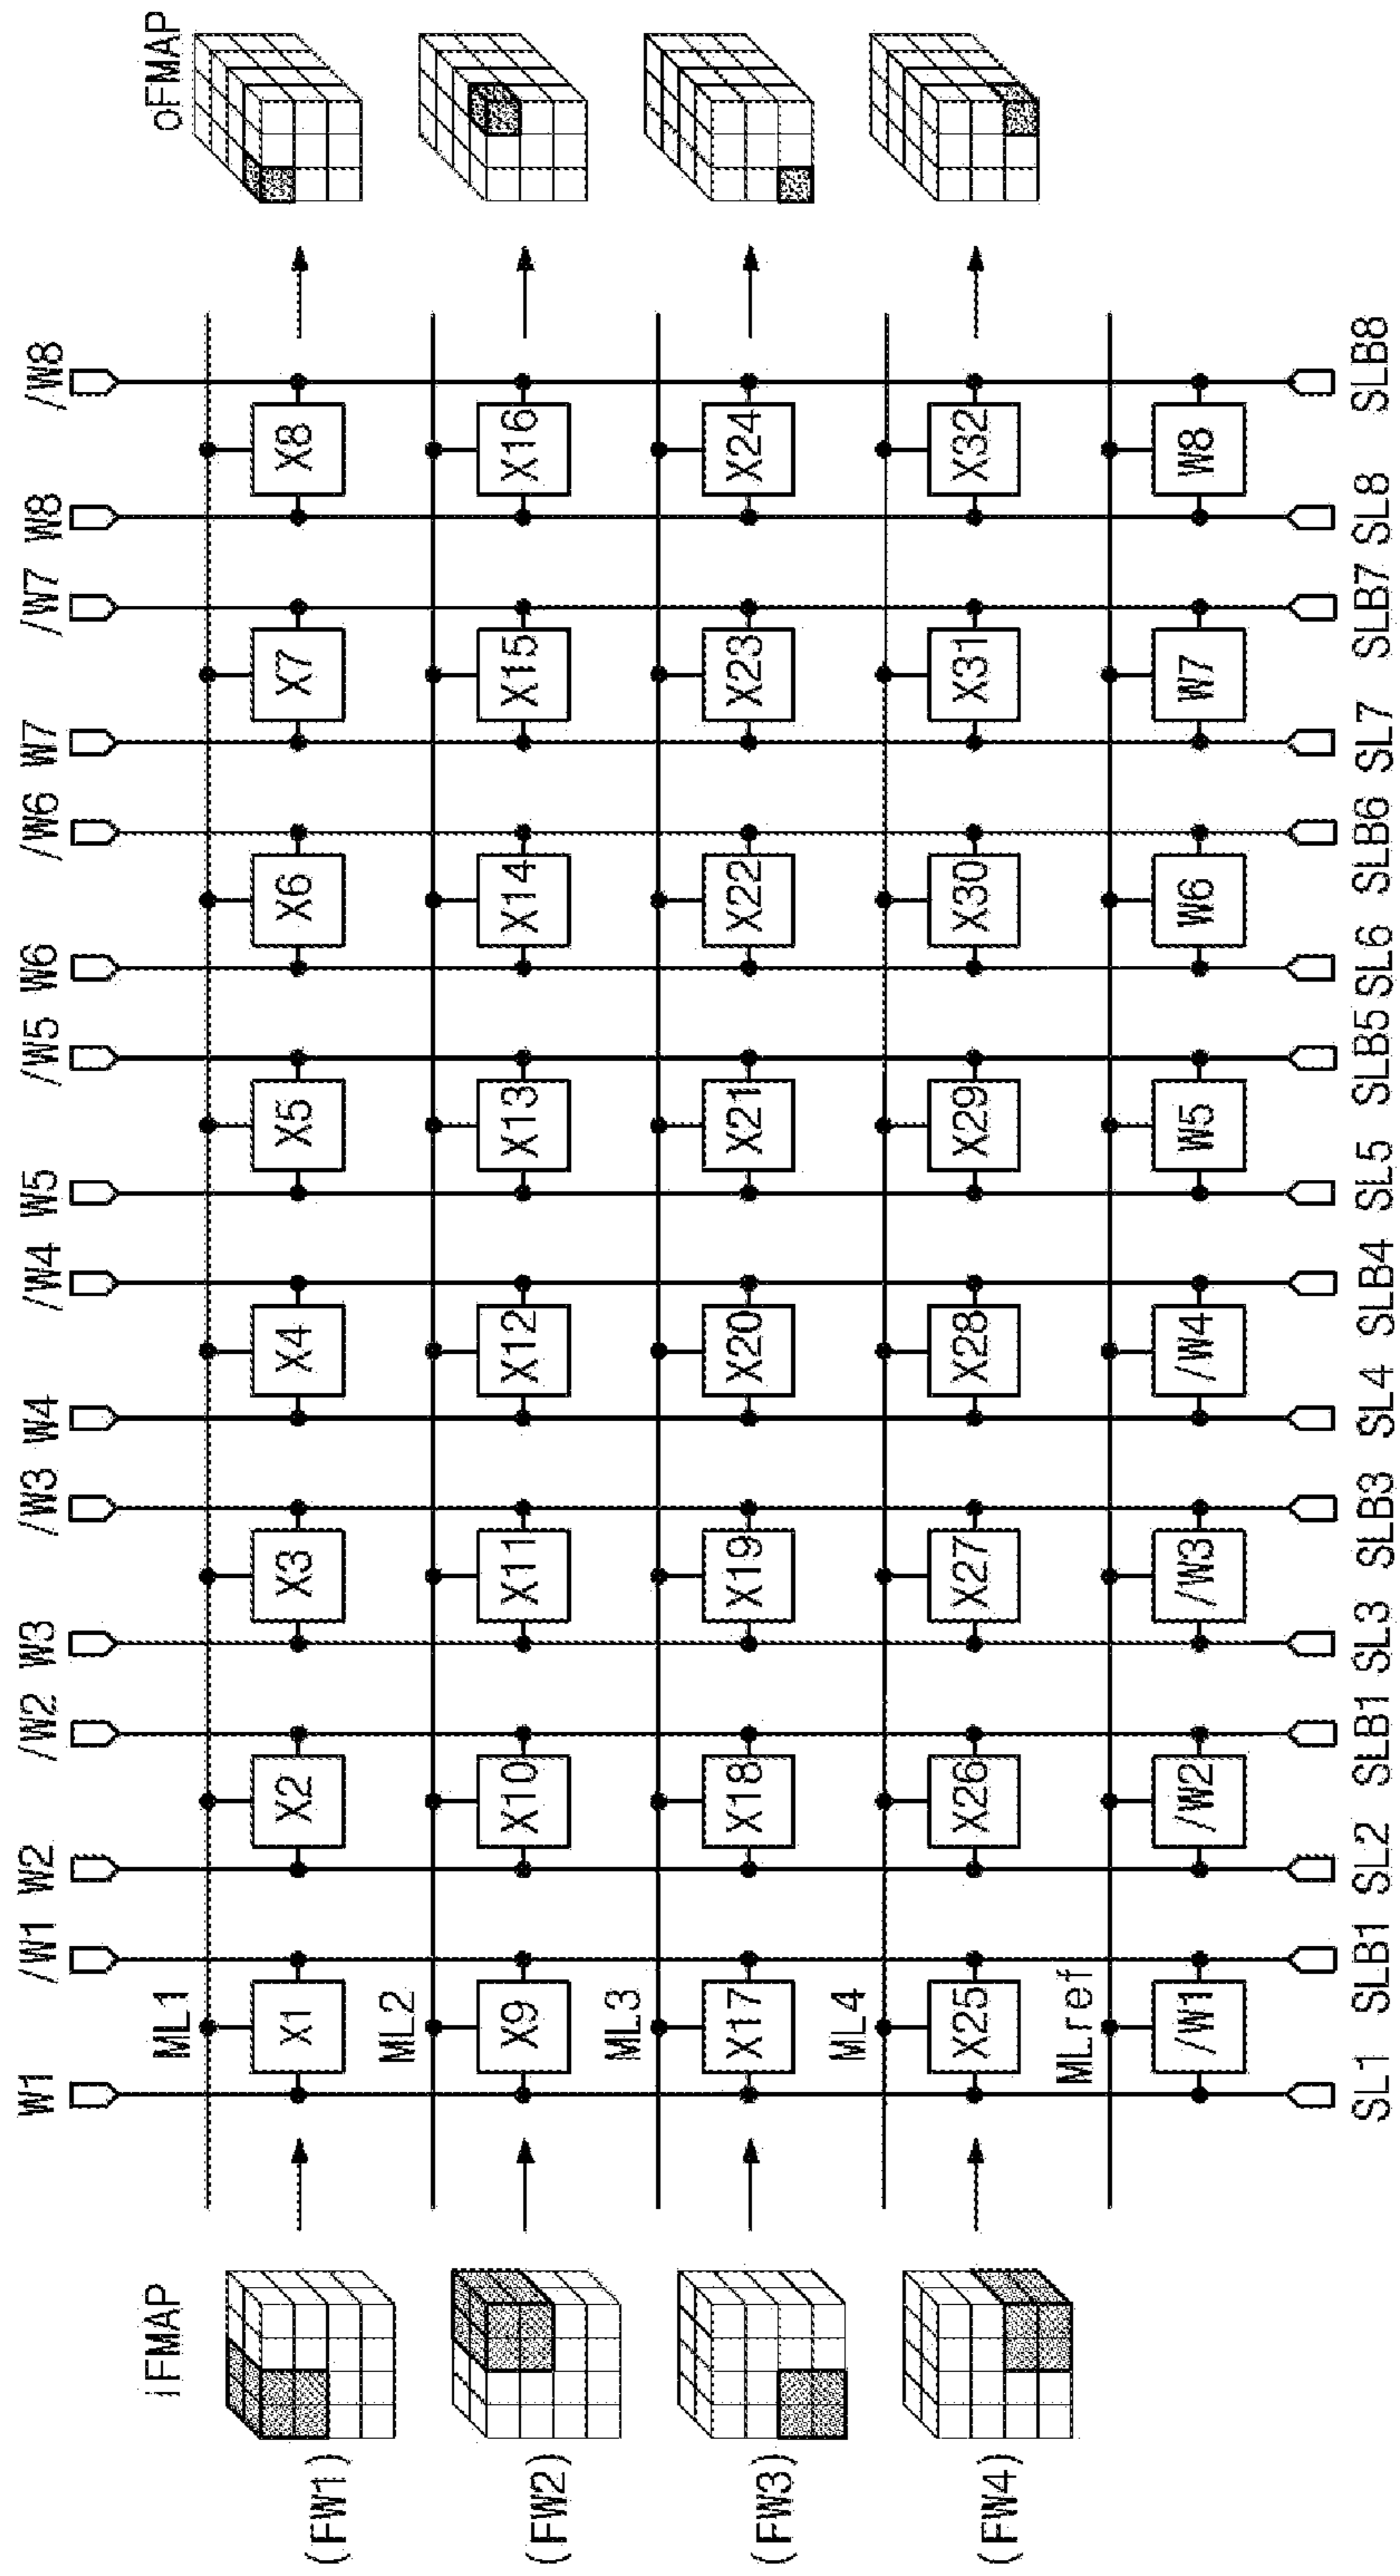 W1 /W1 W2 /W2 W3 /W3 W4 /W4 W5 /W5 W6 /W6 W7 /W7 W8 /W8
iFMAP oFMAP
ML1
(FW1) X1 X2 X3 X4 X5 X6 X7 X8
ML2
(FW2) X9 X10 X11 X12 X13 X14 X15 X16
ML3
(FW3) X17 X18 X19 X20 X21 X22 X23 X24
ML4
(FW4) X25 X26 X27 X28 X29 X30 X31 X32
MLref
/W1 /W2 /W3 /W4 W5 W6 W7 W8
SL1 SLB1 SL2 SLB1 SL3 SLB3 SL4 SLB4 SL5 SLB5 SL6 SLB6 SL7 SLB7 SL8 SLB8